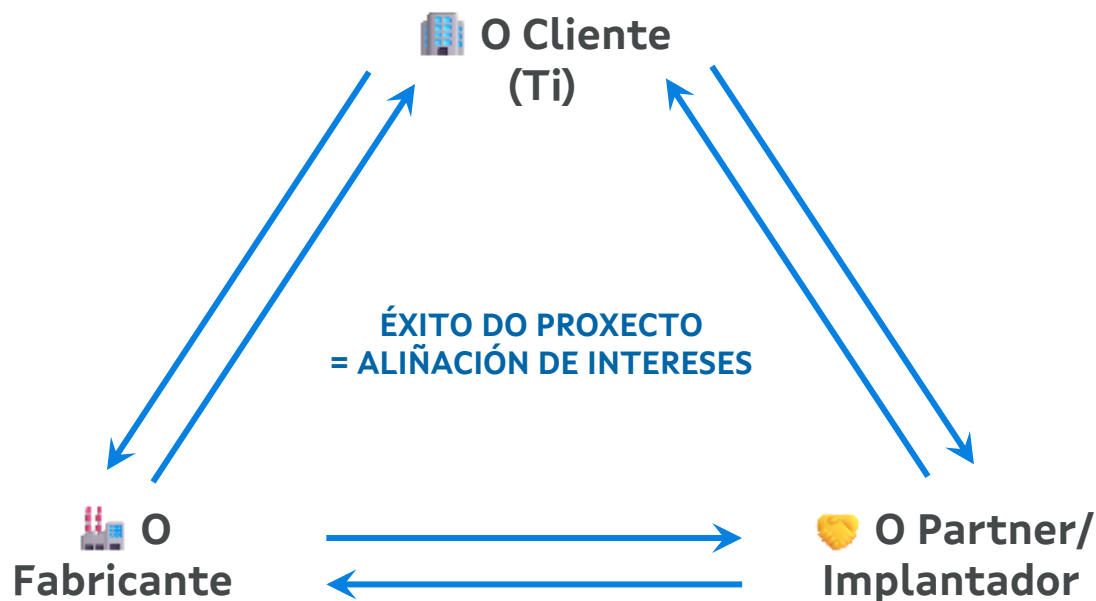 🏢 O Cliente
(Ti)
ÉXITO DO PROXECTO
= ALIÑACIÓN DE INTERESES
🏭 O
Fabricante
🤝 O Partner/
Implantador